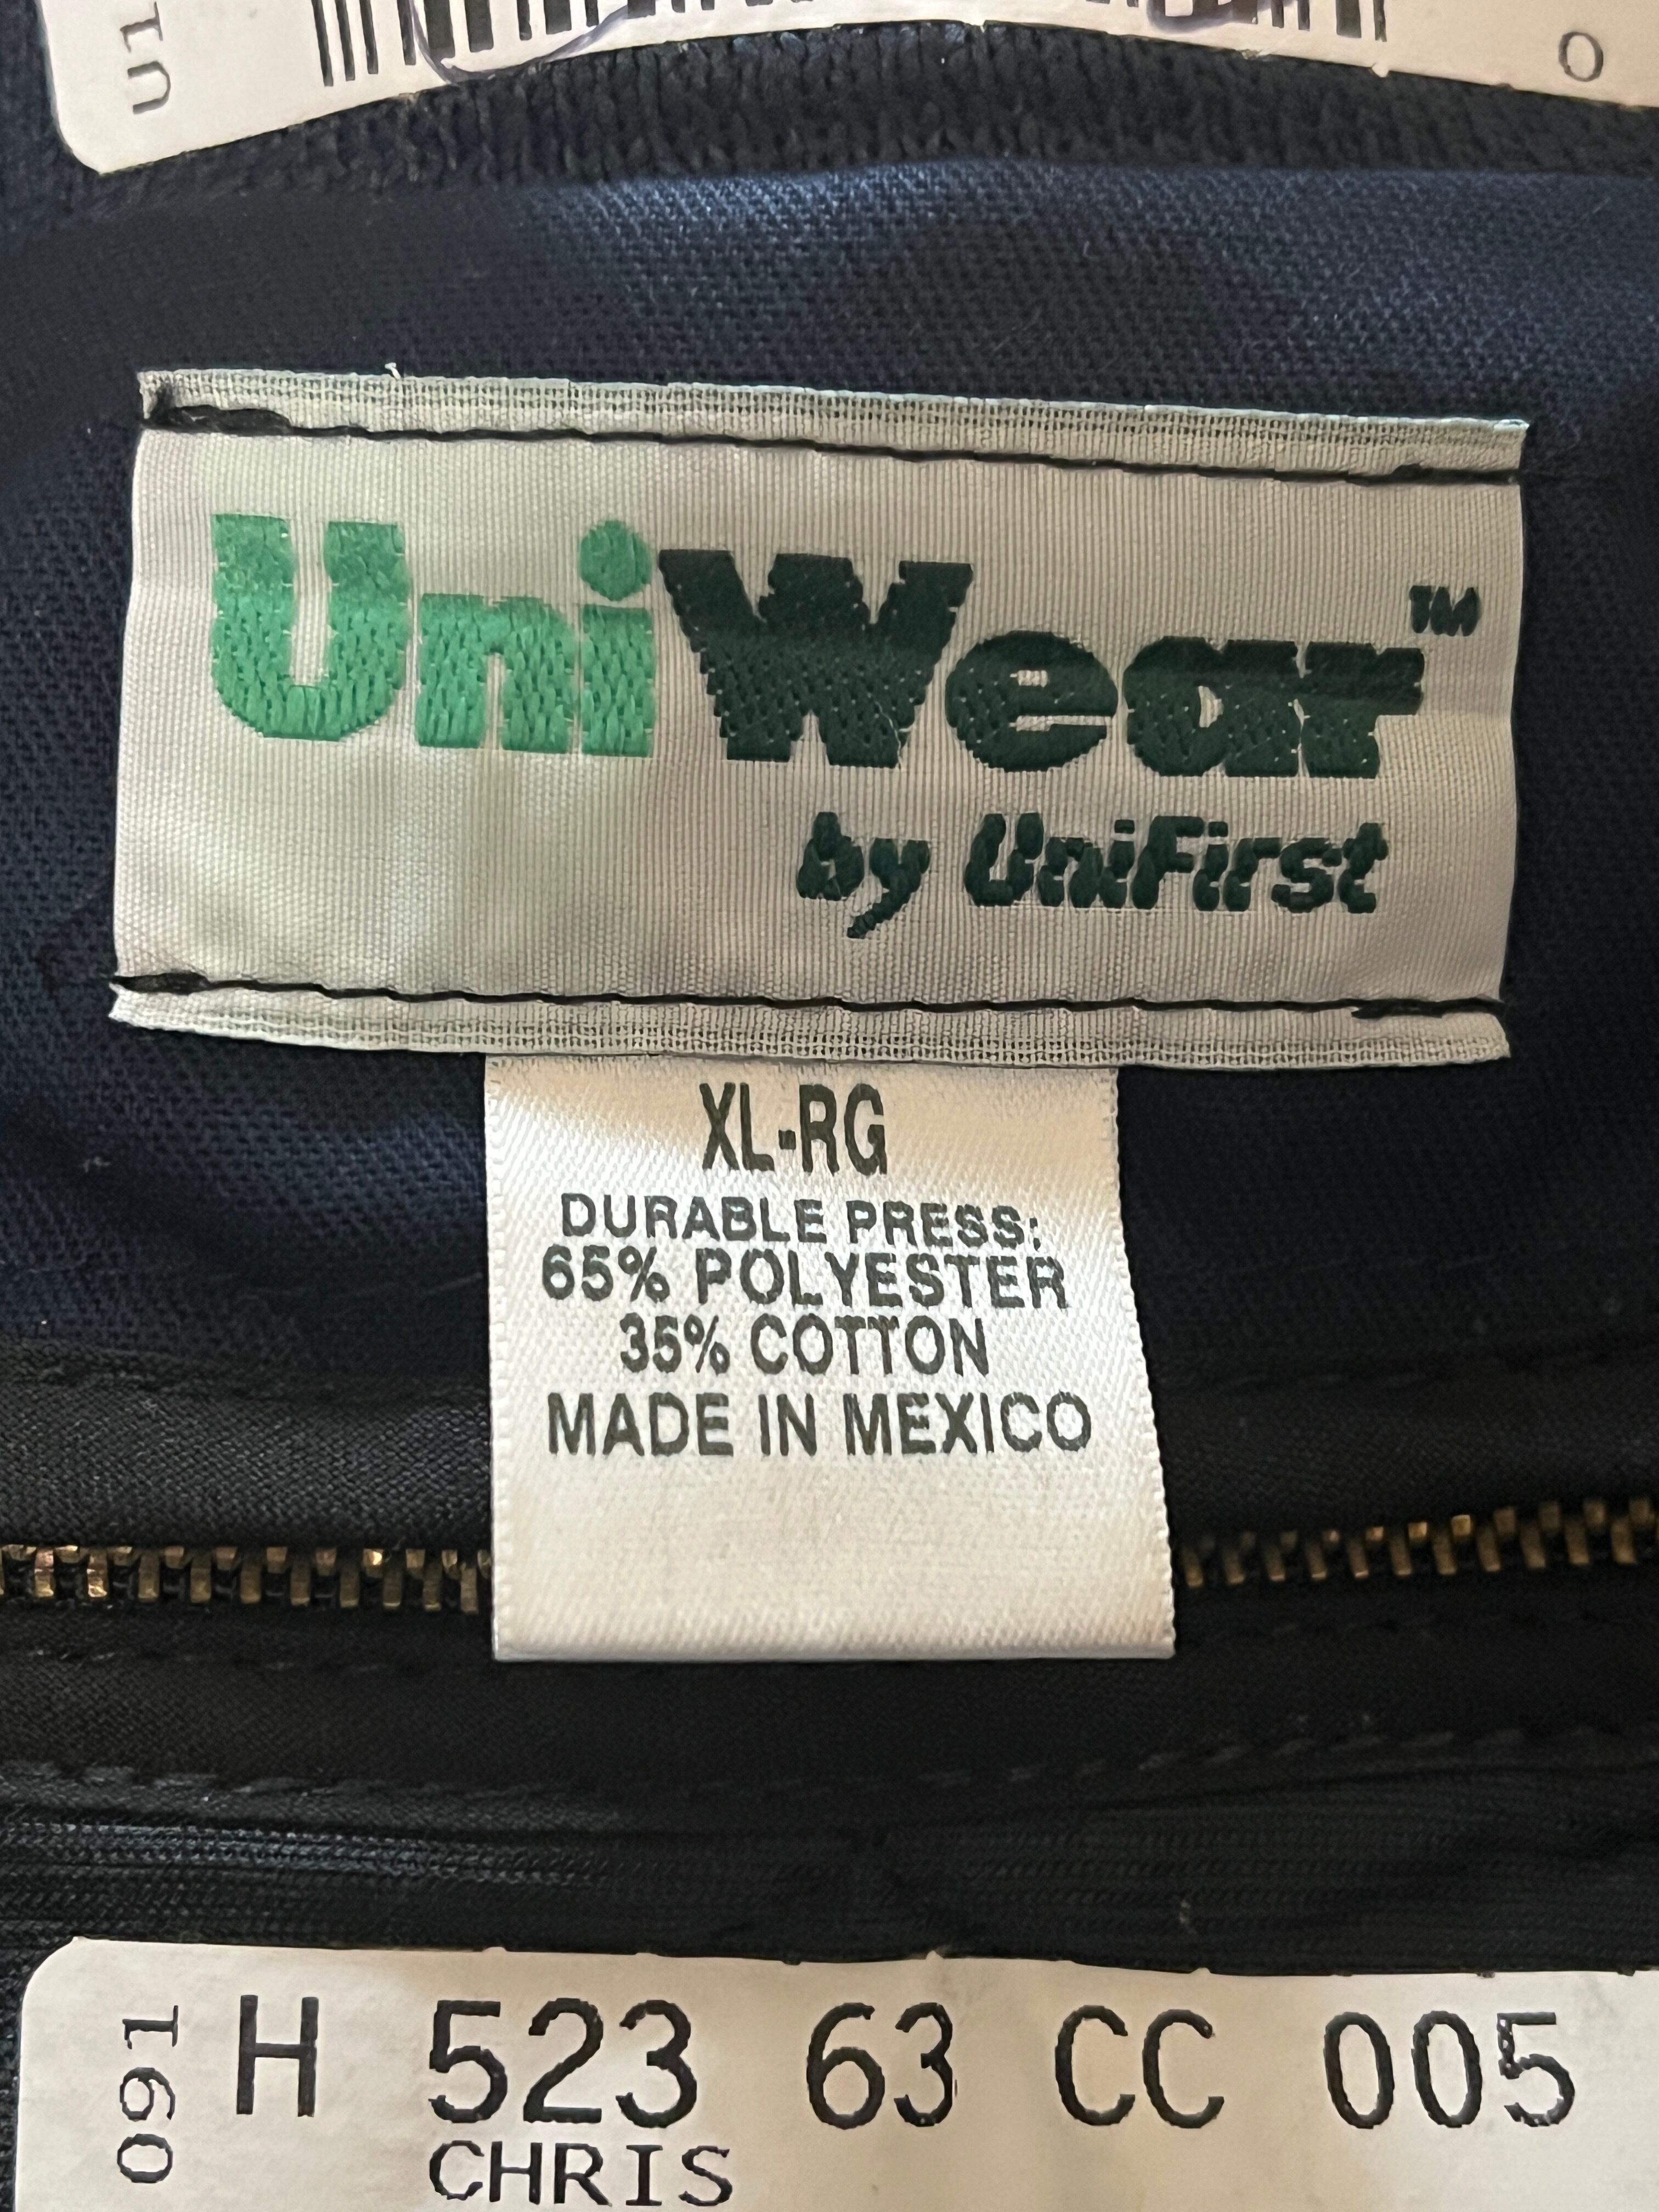 U1
O
UniWear™
by UniFirst
XL-RG
DURABLE PRESS:
65% POLYESTER
35% COTTON
MADE IN MEXICO
091
H 523 63 CC 005
CHRIS